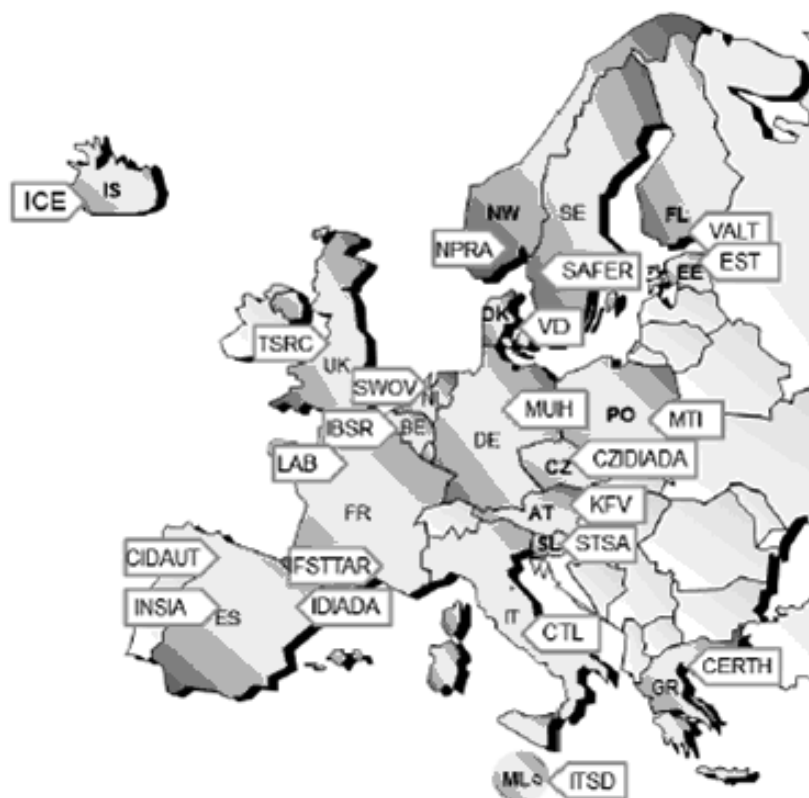 IS
ICE
NW
SE
FL
VALT
NPRA
SAFER
EE
EST
DK
VD
TSRC
UK
SWOV
NL
MUIH
PO
MTI
IBSR
BE
DE
LAB
CZ
CZIDIADA
FR
AT
KFV
CIDAUT
IFSTTAR
SL
STSA
INSIA
ES
IDIADA
IT
CTL
GR
CERTH
ML
ITSD